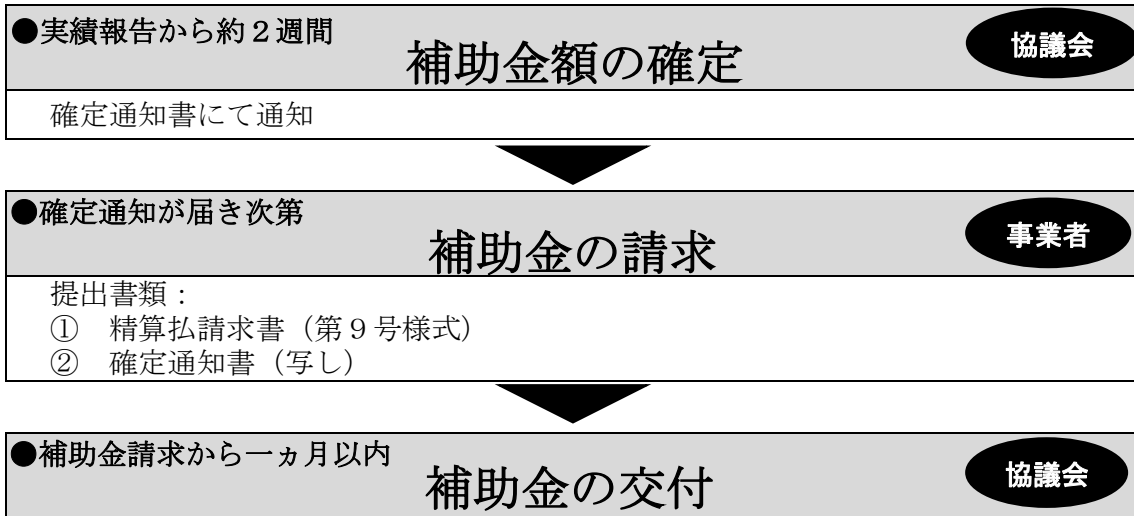 ●実績報告から約２週間
補助金額の確定
協議会
確定通知書にて通知
●確定通知が届き次第
補助金の請求
事業者
提出書類：
①　精算払請求書（第９号様式）
②　確定通知書（写し）
●補助金請求から一ヵ月以内
補助金の交付
協議会